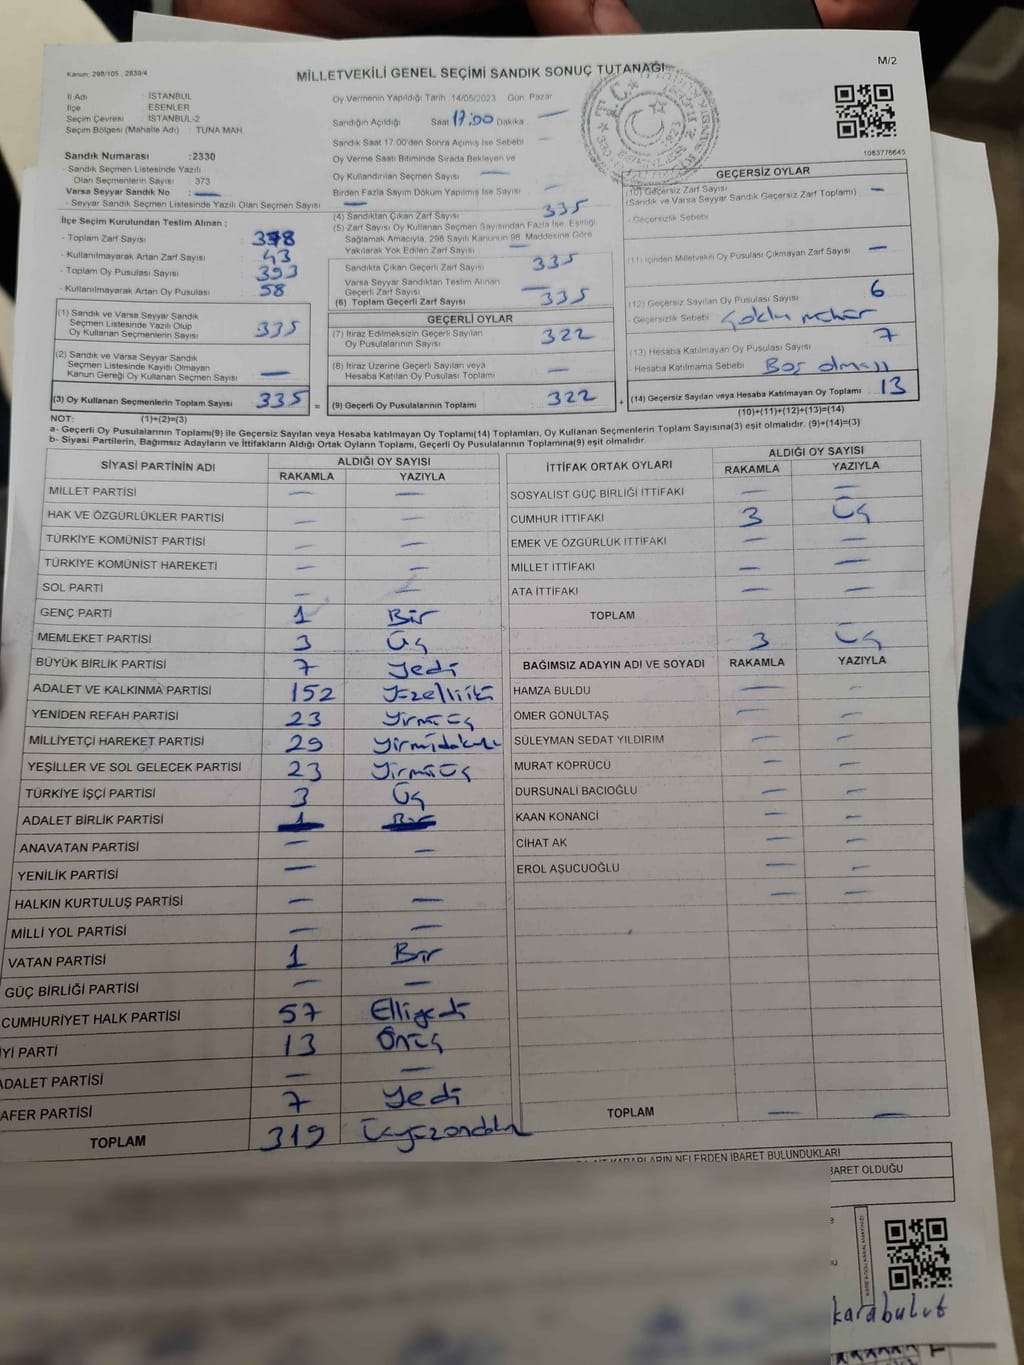 Kanun, 298/105 , 2839/4
MİLLETVEKİLİ GENEL SEÇİMİ SANDIK SONUÇ TUTANAĞI
M/2
İl Adı İSTANBUL
İlçe ESENLER
Seçim Çevresi : İSTANBUL-2
Seçim Bölgesi (Mahalle Adı) : TUNA MAH.
Sandık Numarası :2330
- Sandık Seçmen Listesinde Yazılı
Olan Seçmenlerin Sayısı 373
Varsa Seyyar Sandık No : —
- Seyyar Sandık Seçmen Listesinde Yazılı Olan Seçmen Sayısı —
Oy Vermenin Yapıldığı Tarih 14/05/2023 Gün: Pazar
Sandığın Açıldığı Saat 17:00 Dakika —
Sandık Saat 17.00'den Sonra Açılmış İse Sebebi —
Oy Verme Saati Bitiminde Sırada Bekleyen ve
Oy Kullandırılan Seçmen Sayısı —
Birden Fazla Sayım Döküm Yapılmış İse Sayısı —
1083776645
İlçe Seçim Kurulundan Teslim Alınan ;
- Toplam Zarf Sayısı 378
- Kullanılmayarak Artan Zarf Sayısı 43
- Toplam Oy Pusulası Sayısı 393
- Kullanılmayarak Artan Oy Pusulası 58
(1) Sandık ve Varsa Seyyar Sandık
Seçmen Listesinde Yazılı Olup
Oy Kullanan Seçmenlerin Sayısı : 335
(2) Sandık ve Varsa Seyyar Sandık
Seçmen Listesinde Kayıtlı Olmayan
Kanun Gereği Oy Kullanan Seçmen Sayısı : —
(3) Oy Kullanan Seçmenlerin Toplam Sayısı : 335 =
(4) Sandıktan Çıkan Zarf Sayısı 335
(5) Zarf Sayısı Oy Kullanan Seçmen Sayısından Fazla İse, Eşitliği
Sağlamak Amacıyla, 298 Sayılı Kanunun 98. Maddesine Göre
Yakılarak Yok Edilen Zarf Sayısı —
Sandıkta Çıkan Geçerli Zarf Sayısı : 335
Varsa Seyyar Sandıktan Teslim Alınan
Geçerli Zarf Sayısı —
(6) Toplam Geçerli Zarf Sayısı : 335
GEÇERLİ OYLAR
(7) İtiraz Edilmeksizin Geçerli Sayılan
Oy Pusulalarının Sayısı : 322
(8) İtiraz Üzerine Geçerli Sayılan veya
Hesaba Katılan Oy Pusulası Toplamı : —
(9) Geçerli Oy Pusulalarının Toplamı : 322 +
GEÇERSİZ OYLAR
(10) Geçersiz Zarf Sayısı
(Sandık ve Varsa Seyyar Sandık Geçersiz Zarf Toplamı) —
- Geçersizlik Sebebi
(11) İçinden Milletvekili Oy Pusulası Çıkmayan Zarf Sayısı —
(12) Geçersiz Sayılan Oy Pusulası Sayısı 6
- Geçersizlik Sebebi Çoklu mühür
(13) Hesaba Katılmayan Oy Pusulası Sayısı 7
- Hesaba Katılmama Sebebi Boş olması
(14) Geçersiz Sayılan veya Hesaba Katılmayan Oy Toplamı 13
NOT: (1)+(2)=(3)
(10)+(11)+(12)+(13)=(14)
a- Geçerli Oy Pusulalarının Toplamı(9) ile Geçersiz Sayılan veya Hesaba katılmayan Oy Toplamı(14) Toplamları, Oy Kullanan Seçmenlerin Toplam Sayısına(3) eşit olmalıdır. (9)+(14)=(3)
b- Siyasi Partilerin, Bağımsız Adayların ve İttifakların Aldığı Ortak Oyların Toplamı, Geçerli Oy Pusulalarının Toplamına(9) eşit olmalıdır.
SİYASİ PARTİNİN ADI ALDIĞI OY SAYISI
RAKAMLA YAZIYLA
MİLLET PARTİSİ — —
HAK VE ÖZGÜRLÜKLER PARTİSİ — —
TÜRKİYE KOMÜNİST PARTİSİ — —
TÜRKİYE KOMÜNİST HAREKETİ — —
SOL PARTİ — —
GENÇ PARTİ 1 Bir
MEMLEKET PARTİSİ 3 Üç
BÜYÜK BİRLİK PARTİSİ 7 Yedi
ADALET VE KALKINMA PARTİSİ 152 Yüzelliiki
YENİDEN REFAH PARTİSİ 23 Yirmiüç
MİLLİYETÇİ HAREKET PARTİSİ 29 Yirmidokuz
YEŞİLLER VE SOL GELECEK PARTİSİ 23 Yirmiüç
TÜRKİYE İŞÇİ PARTİSİ 3 Üç
ADALET BİRLİK PARTİSİ 1 Bir
ANAVATAN PARTİSİ — —
YENİLİK PARTİSİ —
HALKIN KURTULUŞ PARTİSİ — —
MİLLİ YOL PARTİSİ — —
VATAN PARTİSİ 1 Bir
GÜÇ BİRLİĞİ PARTİSİ — —
CUMHURİYET HALK PARTİSİ 57 Elliyedi
İYİ PARTİ 13 Onüç
ADALET PARTİSİ — —
AFER PARTİSİ 7 Yedi
TOPLAM 319 Üçyüzondokuz
İTTİFAK ORTAK OYLARI ALDIĞI OY SAYISI
RAKAMLA YAZIYLA
SOSYALİST GÜÇ BİRLİĞİ İTTİFAKI — —
CUMHUR İTTİFAKI 3 Üç
EMEK VE ÖZGÜRLÜK İTTİFAKI — —
MİLLET İTTİFAKI — —
ATA İTTİFAKI — —
TOPLAM 3 Üç
BAĞIMSIZ ADAYIN ADI VE SOYADI RAKAMLA YAZIYLA
HAMZA BULDU — —
ÖMER GÖNÜLTAŞ — —
SÜLEYMAN SEDAT YILDIRIM — —
MURAT KÖPRÜCÜ — —
DURSUNALİ BACIOĞLU — —
KAAN KONANCİ — —
CİHAT AK — —
EROL AŞUCUOĞLU — —
— —
TOPLAM — —
KARARLARIN NELERDEN İBARET BULUNDUKLARI
BARET OLDUĞU
karabulut